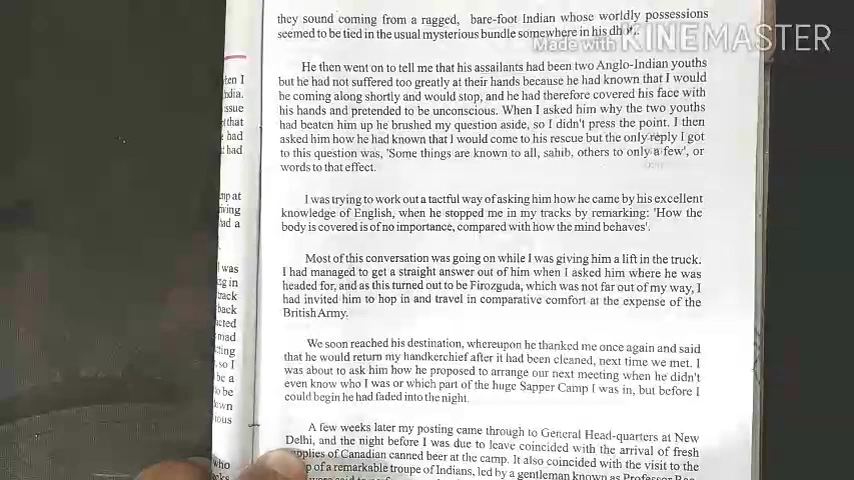 they sound coming from a ragged, bare-foot Indian whose worldly possessions
seemed to be tied in the usual mysterious bundle somewhere in his
Made with KINEMASTER
He then went on to tell me that his assailants had been two Anglo-Indian youths
but he had not suffered too greatly at their hands because he had known that I would
be coming along shortly and would stop, and he had therefore covered his face with
his hands and pretended to be unconscious. When I asked him why the two youths
had beaten him up he brushed my question aside, so I didn't press the point. I then
asked him how he had known that I would come to his rescue but the only reply I got
to this question was, 'Some things are known to all, sahib, others to only a few', or
words to that effect.
I was trying to work out a tactful way of asking him how he came by his excellent
knowledge of English, when he stopped me in my tracks by remarking: 'How the
body is covered is of no importance, compared with how the mind behaves'.
Most of this conversation was going on while I was giving him a lift in the truck.
I had managed to get a straight answer out of him when I asked him where he was
headed for, and as this turned out to be Firozguda, which was not far out of my way, I
had invited him to hop in and travel in comparative comfort at the expense of the
British Army.
We soon reached his destination, whereupon he thanked me once again and said
that he would return my handkerchief after it had been cleaned, next time we met. I
was about to ask him how he proposed to arrange our next meeting when he didn't
even know who I was or which part of the huge Sapper Camp I was in, but before I
could begin he had faded into the night.
A few weeks later my posting came through to General Head-quarters at New
Delhi, and the night before I was due to leave coincided with the arrival of fresh
of Canadian canned beer at the camp. It also coincided with the visit to the
of a remarkable troupe of Indians, led by a gentleman known as Professor